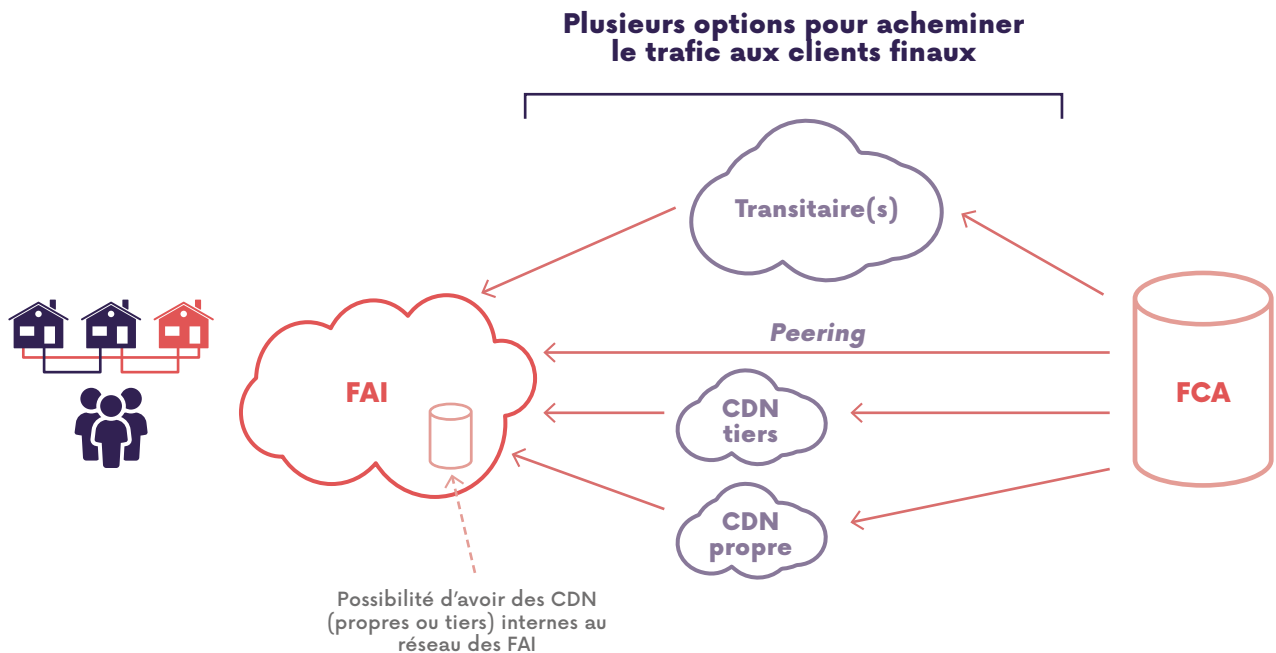 Plusieurs options pour acheminer
le trafic aux clients finaux
Transitaire(s)
Peering
FAI
CDN
tiers
FCA
CDN
propre
Possibilité d’avoir des CDN
(propres ou tiers) internes au
réseau des FAI